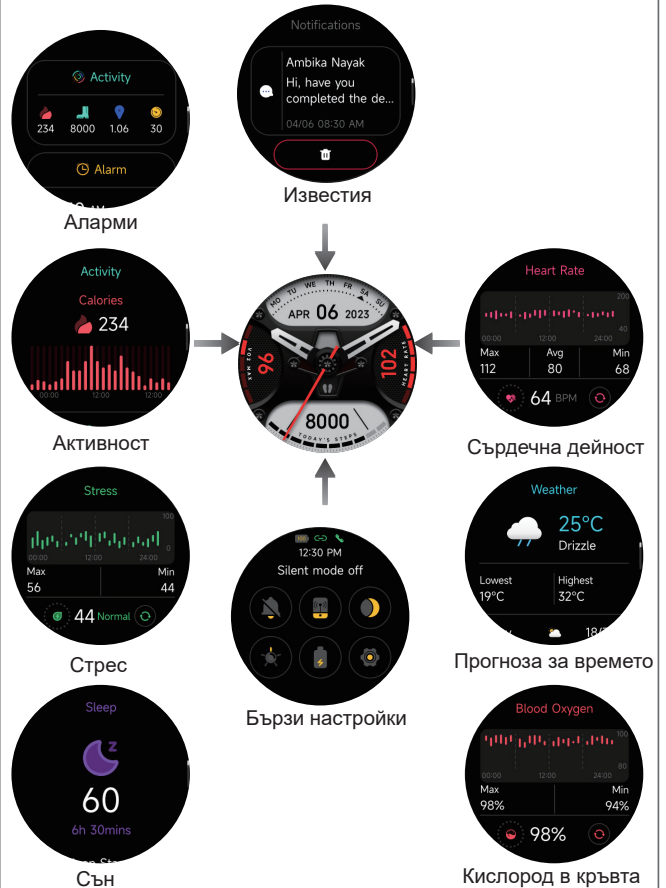 Activity
234 8000 1.06 30
Alarm
Аларми
Notifications
Ambika Nayak
Hi, have you
completed the de...
04/06 08:30 AM
Известия
Activity
Calories
234
00:00 12:00 12:00
Активност
MO TU WE TH FR SA SU
APR 06 2023
VO2 MAX
96
102
HEART RATE
8000
TODAY'S STEPS
Heart Rate
200
40
00:00 12:00 24:00
Max Avg Min
112 80 68
64 BPM
Сърдечна дейност
Stress
100
0
00:00 12:00 24:00
Max Min
56 44
44 Normal
Стрес
12:30 PM
Silent mode off
Бързи настройки
Weather
25°C
Drizzle
Lowest Highest
19°C 32°C
Прогноза за времето
Sleep
z
60
6h 30mins
Сън
Blood Oxygen
100
80
00:00 12:00 24:00
Max Min
98% 94%
98%
Кислород в кръвта